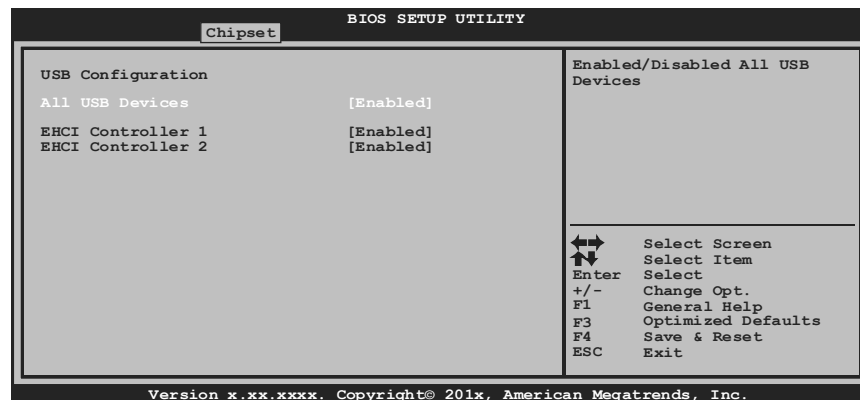 BIOS SETUP UTILITY
Chipset
USB Configuration
All USB Devices [Enabled]
EHCI Controller 1 [Enabled]
EHCI Controller 2 [Enabled]
Enabled/Disabled All USB
Devices
Select Screen
Select Item
Enter Select
+/- Change Opt.
F1 General Help
F3 Optimized Defaults
F4 Save & Reset
ESC Exit
Version x.xx.xxxx. Copyright© 201x, American Megatrends, Inc.